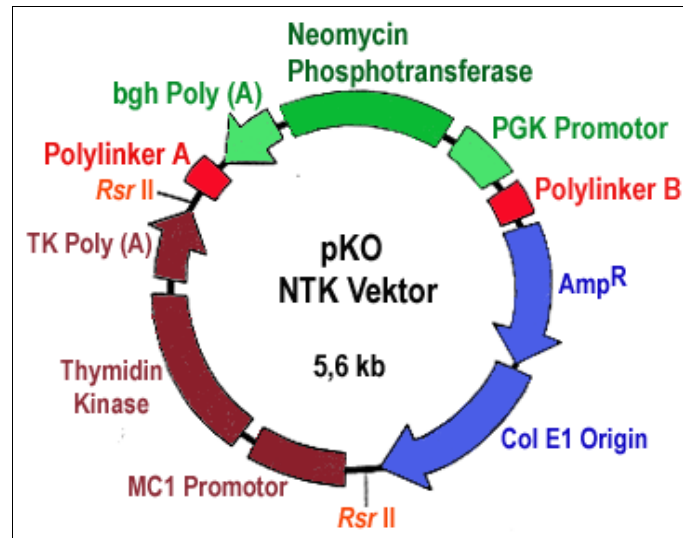 Neomycin
Phosphotransferase
bgh Poly (A)
PGK Promotor
Polylinker A
Rsr II
Polylinker B
TK Poly (A)
pKO
NTK Vektor
5,6 kb
AmpR
Thymidin
Kinase
Col E1 Origin
MC1 Promotor
Rsr II